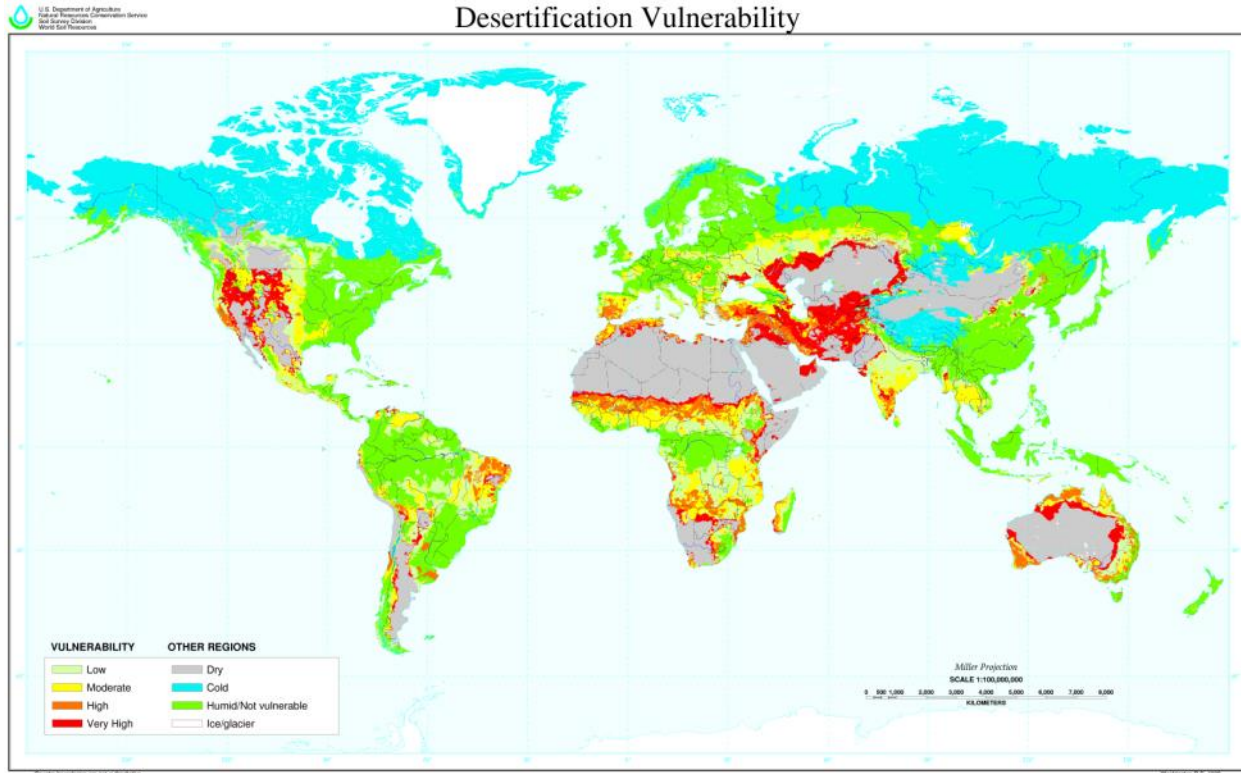 U.S. Department of Agriculture
Natural Resources Conservation Service
Soil Survey Division
World Soil Resources
Desertification Vulnerability
VULNERABILITY OTHER REGIONS
Low Dry
Moderate Cold
High Humid/Not vulnerable
Very High Ice/glacier
Miller Projection
SCALE 1:100,000,000
0 500 1,000 2,000 3,000 4,000 5,000 6,000 7,000 8,000
KILOMETERS